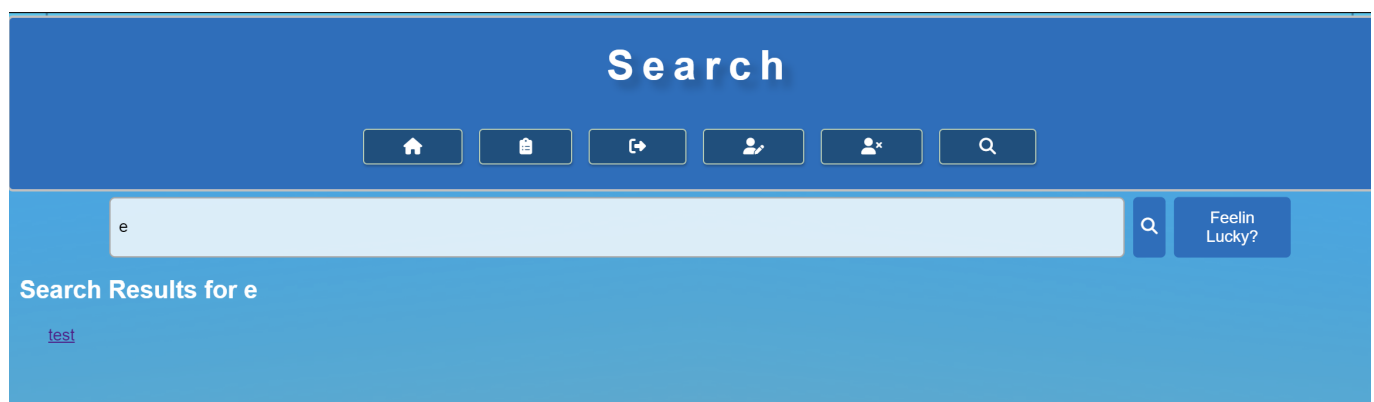 Search
e
Feelin
Lucky?
Search Results for e
test